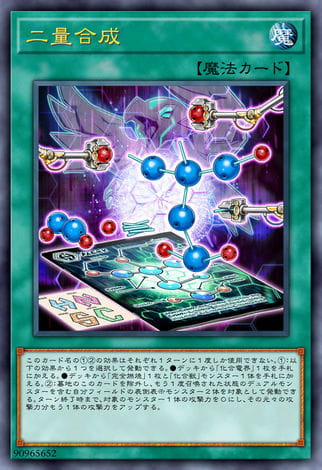 二量合成
魔
【魔法カード】
このカード名の①②の効果はそれぞれ１ターンに１度しか使用できない。①：以
下の効果から１つを選択して発動できる。●デッキから「化合電界」１枚を手札
に加える。●デッキから「完全燃焼」１枚と「化合獣」モンスター１体を手札に加え
る。②：墓地のこのカードを除外し、もう１度召喚された状態のデュアルモンス
ターを含む自分フィールドの表側表示モンスター２体を対象として発動でき
る。ターン終了時まで、対象のモンスター１体の攻撃力を０にし、その元々の攻
撃力分もう１体の攻撃力をアップする。
90965652